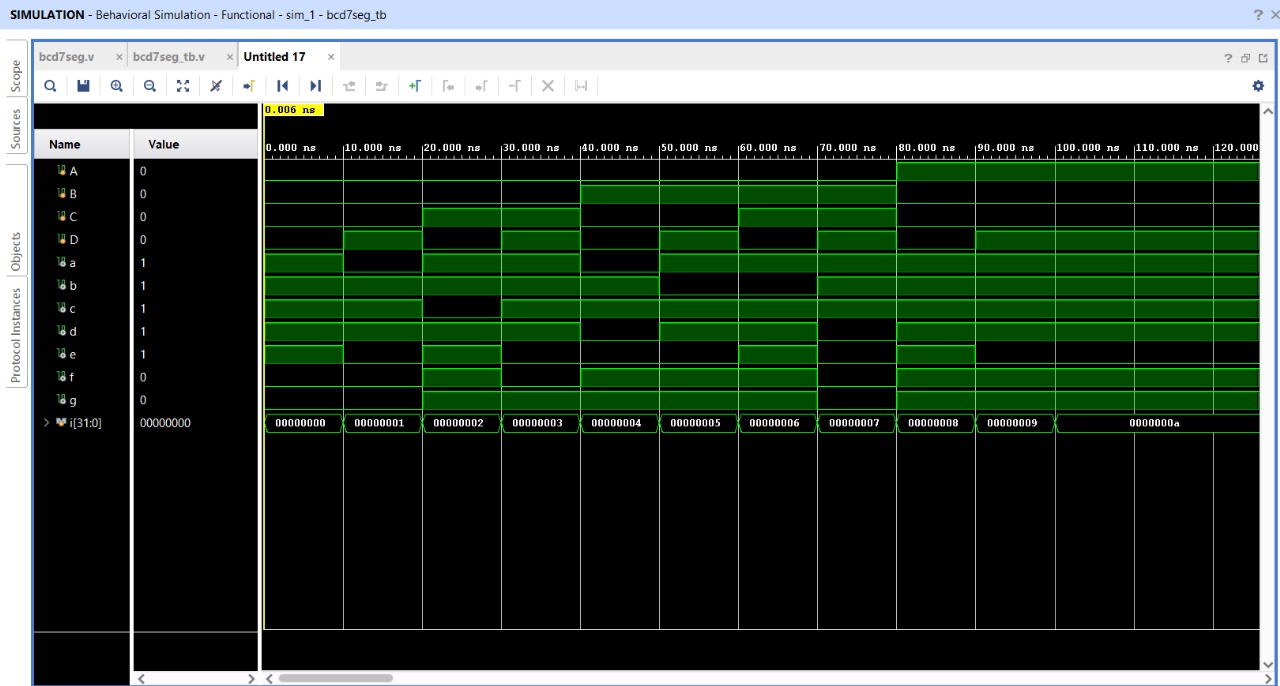 SIMULATION - Behavioral Simulation - Functional - sim_1 - bcd7seg_tb ? ×
bcd7seg.v × bcd7seg_tb.v × Untitled 17 × ?
Scope
Sources
Objects
Protocol Instances
0.006 ns
Name Value
0.000 ns 10.000 ns 20.000 ns 30.000 ns 40.000 ns 50.000 ns 60.000 ns 70.000 ns 80.000 ns 90.000 ns 100.000 ns 110.000 ns 120.000
A 0
B 0
C 0
D 0
a 1
b 1
c 1
d 1
e 1
f 0
g 0
i[31:0] 00000000 00000000 00000001 00000002 00000003 00000004 00000005 00000006 00000007 00000008 00000009 0000000a